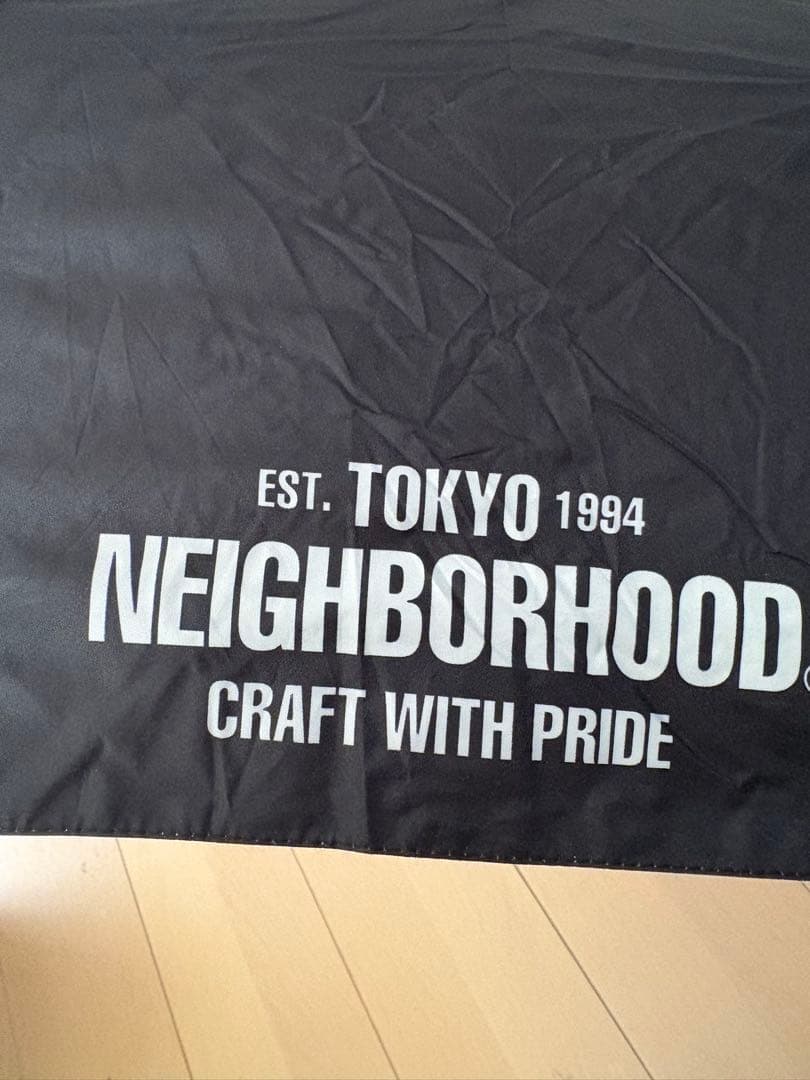 EST. TOKYO 1994
NEIGHBORHOOD®
CRAFT WITH PRIDE